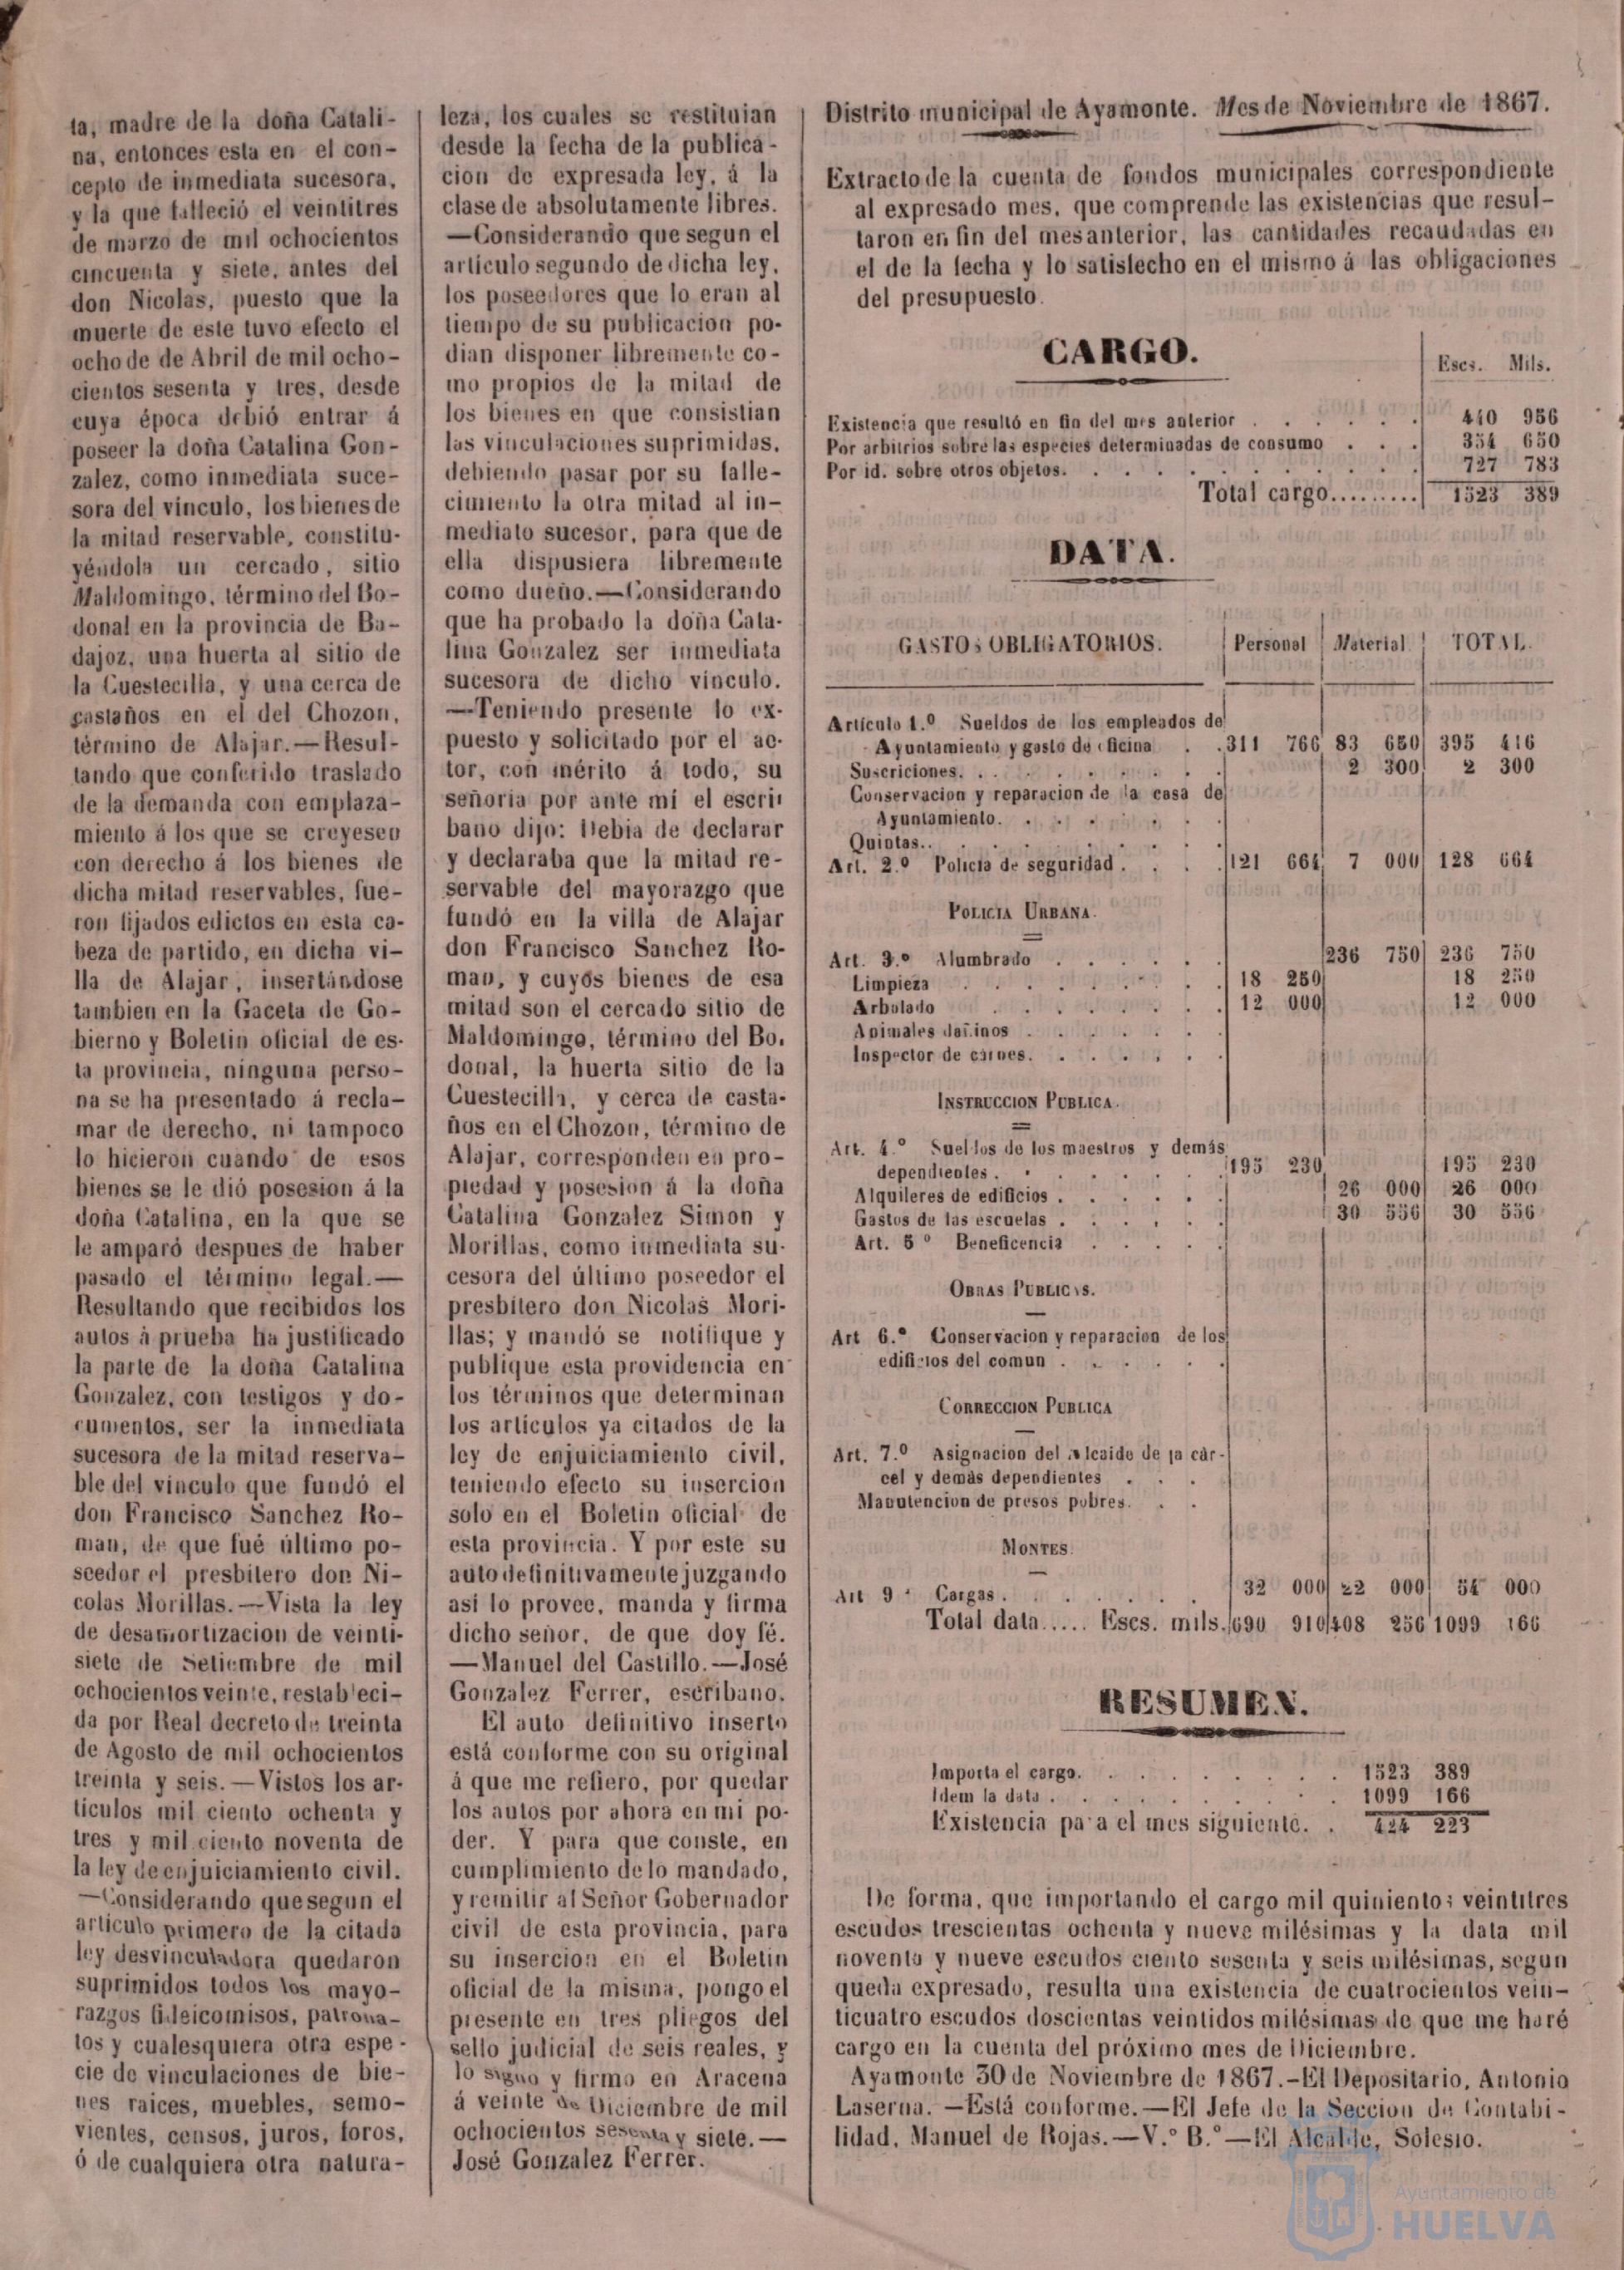 ta, madre de la doña Catali-
na, entonces esta en el con-
cepto de inmediata sucesora,
y la que falleció el veintitres
de marzo de mil ochocientos
cincuenta y siete, antes del
don Nicolas, puesto que la
muerte de este tuvo efecto el
ocho de de Abril de mil ocho-
cientos sesenta y tres, desde
cuya época debió entrar á
poseer la doña Catalina Gon-
zalez, como inmediata suce-
sora del vinculo, los bienes de
la mitad reservable, constitu-
yéndola un cercado, sitio
Maldomingo, término del Bo-
donal en la provincia de Ba-
dajoz, una huerta al sitio de
la Cuestecilla, y una cerca de
castaños en el del Chozon,
término de Alajar.—Resul-
tando que conferido traslado
de la demanda con emplaza-
miento á los que se creyesen
con derecho á los bienes de
dicha mitad reservables, fue-
ron fijados edictos en esta ca-
beza de partido, en dicha vi-
lla de Alajar, insertándose
tambien en la Gaceta de Go-
bierno y Boletin oficial de es-
ta provincia, ninguna perso-
na se ha presentado á recla-
mar de derecho, ni tampoco
lo hicieron cuando de esos
bienes se le dió posesion á la
doña Catalina, en la que se
le amparó despues de haber
pasado el término legal.—
Resultando que recibidos los
autos á prueba ha justificado
la parte de la doña Catalina
Gonzalez, con testigos y do-
cumentos, ser la inmediata
sucesora de la mitad reserva-
ble del vinculo que fundó el
don Francisco Sanchez Ro-
man, de que fué último po-
seedor el presbitero don Ni-
colas Morillas.—Vista la ley
de desamortizacion de veinti-
siete de Setiembre de mil
ochocientos veinte, restableci-
da por Real decreto de treinta
de Agosto de mil ochocientos
treinta y seis.—Vistos los ar-
ticulos mil ciento ochenta y
tres y mil ciento noventa de
la ley de enjuiciamiento civil.
—Considerando que segun el
articulo primero de la citada
ley desvinculadora quedaron
suprimidos todos los mayo-
razgos fideicomisos, patrona-
tos y cualesquiera otra espe-
cie de vinculaciones de bie-
nes raices, muebles, semo-
vientes, censos, juros, foros,
ó de cualquiera otra natura-
leza, los cuales se restituian
desde la fecha de la publica-
cion de expresada ley, á la
clase de absolutamente libres.
—Considerando que segun el
artículo segundo de dicha ley,
los poseedores que lo eran al
tiempo de su publicacion po-
dian disponer libremente co-
mo propios de la mitad de
los bienes en que consistian
las vinculaciones suprimidas,
debiendo pasar por su falle-
cimiento la otra mitad al in-
mediato sucesor, para que de
ella dispusiera libremente
como dueño.—Considerando
que ha probado la doña Cata-
lina Gonzalez ser inmediata
sucesora de dicho vinculo.
—Teniendo presente lo ex-
puesto y solicitado por el ac-
tor, con mérito á todo, su
señoria por ante mí el escri-
bano dijo: Debia de declarar
y declaraba que la mitad re-
servable del mayorazgo que
fundó en la villa de Alajar
don Francisco Sanchez Ro-
man, y cuyos bienes de esa
mitad son el cercado sitio de
Maldomingo, término del Bo-
donal, la huerta sitio de la
Cuestecilla, y cerca de casta-
ños en el Chozon, término de
Alajar, corresponden en pro-
piedad y posesion á la doña
Catalina Gonzalez Simon y
Morillas, como inmediata su-
cesora del último poseedor el
presbitero don Nicolas Mori-
llas; y mandó se notifique y
publique esta providencia en
los términos que determinan
los articulos ya citados de la
ley de enjuiciamiento civil,
teniendo efecto su insercion
solo en el Boletin oficial de
esta provincia. Y por este su
auto definitivamente juzgando
asi lo provee, manda y firma
dicho señor, de que doy fé.
—Manuel del Castillo.—José
Gonzalez Ferrer, escribano.
El auto definitivo inserto
está conforme con su original
á que me refiero, por quedar
los autos por ahora en mi po-
der. Y para que conste, en
cumplimiento de lo mandado,
y remitir al Señor Gobernador
civil de esta provincia, para
su insercion en el Boletin
oficial de la misma, pongo el
presente en tres pliegos del
sello judicial de seis reales, y
lo signo y firmo en Aracena
á veinte de Diciembre de mil
ochocientos sesenta y siete.—
José Gonzalez Ferrer.
Distrito municipal de Ayamonte. Mes de Noviembre de 1867.
Extracto de la cuenta de fondos municipales correspondiente
al expresado mes, que comprende las existencias que resul-
taron en fin del mes anterior, las cantidades recaudadas en
el de la fecha y lo satisfecho en el mismo á las obligaciones
del presupuesto.
CARGO.
Escs. Mils.
Existencia que resultó en fin del mes anterior . . . . . . . 440 956
Por arbitrios sobre las especies determinadas de consumo . . . 354 650
Por id. sobre otros objetos. . . . . . . . . . 727 783
Total cargo......... 1523 389
DATA.
GASTOS OBLIGATORIOS. Personal Material TOTAL.
Artículo 1.º Sueldos de los empleados de
Ayuntamiento y gasto de oficina . . 311 766 83 650 395 416
Suscriciones. . . . . . . . 2 300 2 300
Conservacion y reparacion de la casa de
Ayuntamiento. . . . . . .
Quintas. . . . . . . .
Art. 2.º Policia de seguridad . . . . 121 664 7 000 128 664
POLICIA URBANA.
Art. 3.º Alumbrado . . . . . . 236 750 236 750
Limpieza . . . . . . . . 18 250 18 250
Arbolado . . . . . . . 12 000 12 000
Animales dañinos . . . . . .
Inspector de carnes. . . . . . .
INSTRUCCION PUBLICA.
Art. 4.º Sueldos de los maestros y demás
dependientes . . . . . . . 195 230 195 230
Alquileres de edificios . . . . . . 26 000 26 000
Gastos de las escuelas . . . . . . 30 556 30 556
Art. 5º Beneficencia . . . . .
OBRAS PUBLICAS.
Art 6.º Conservacion y reparacion de los
edificios del comun . . . . . .
CORRECCION PUBLICA
Art. 7.º Asignacion del alcaide de la cár-
cel y demás dependientes . . .
Manutencion de presos pobres. . .
MONTES.
Art 9º Cargas . . . . . . . 32 000 22 000 54 000
Total data..... Escs. mils. 690 910 408 256 1099 166
RESUMEN.
Importa el cargo. . . . . . . . . 1523 389
Idem la data . . . . . . . . . 1099 166
Existencia para el mes siguiente. . 424 223
De forma, que importando el cargo mil quinientos veintitres
escudos trescientas ochenta y nueve milésimas y la data mil
noventa y nueve escudos ciento sesenta y seis milésimas, segun
queda expresado, resulta una existencia de cuatrocientos vein-
ticuatro escudos doscientas veintidos milésimas de que me haré
cargo en la cuenta del próximo mes de Diciembre.
Ayamonte 30 de Noviembre de 1867.-El Depositario, Antonio
Laserna.—Está conforme.—El Jefe de la Seccion de Contabi-
lidad, Manuel de Rojas.—V.º B.º—El Alcalde, Solesio.
Ayuntamiento de
HUELVA